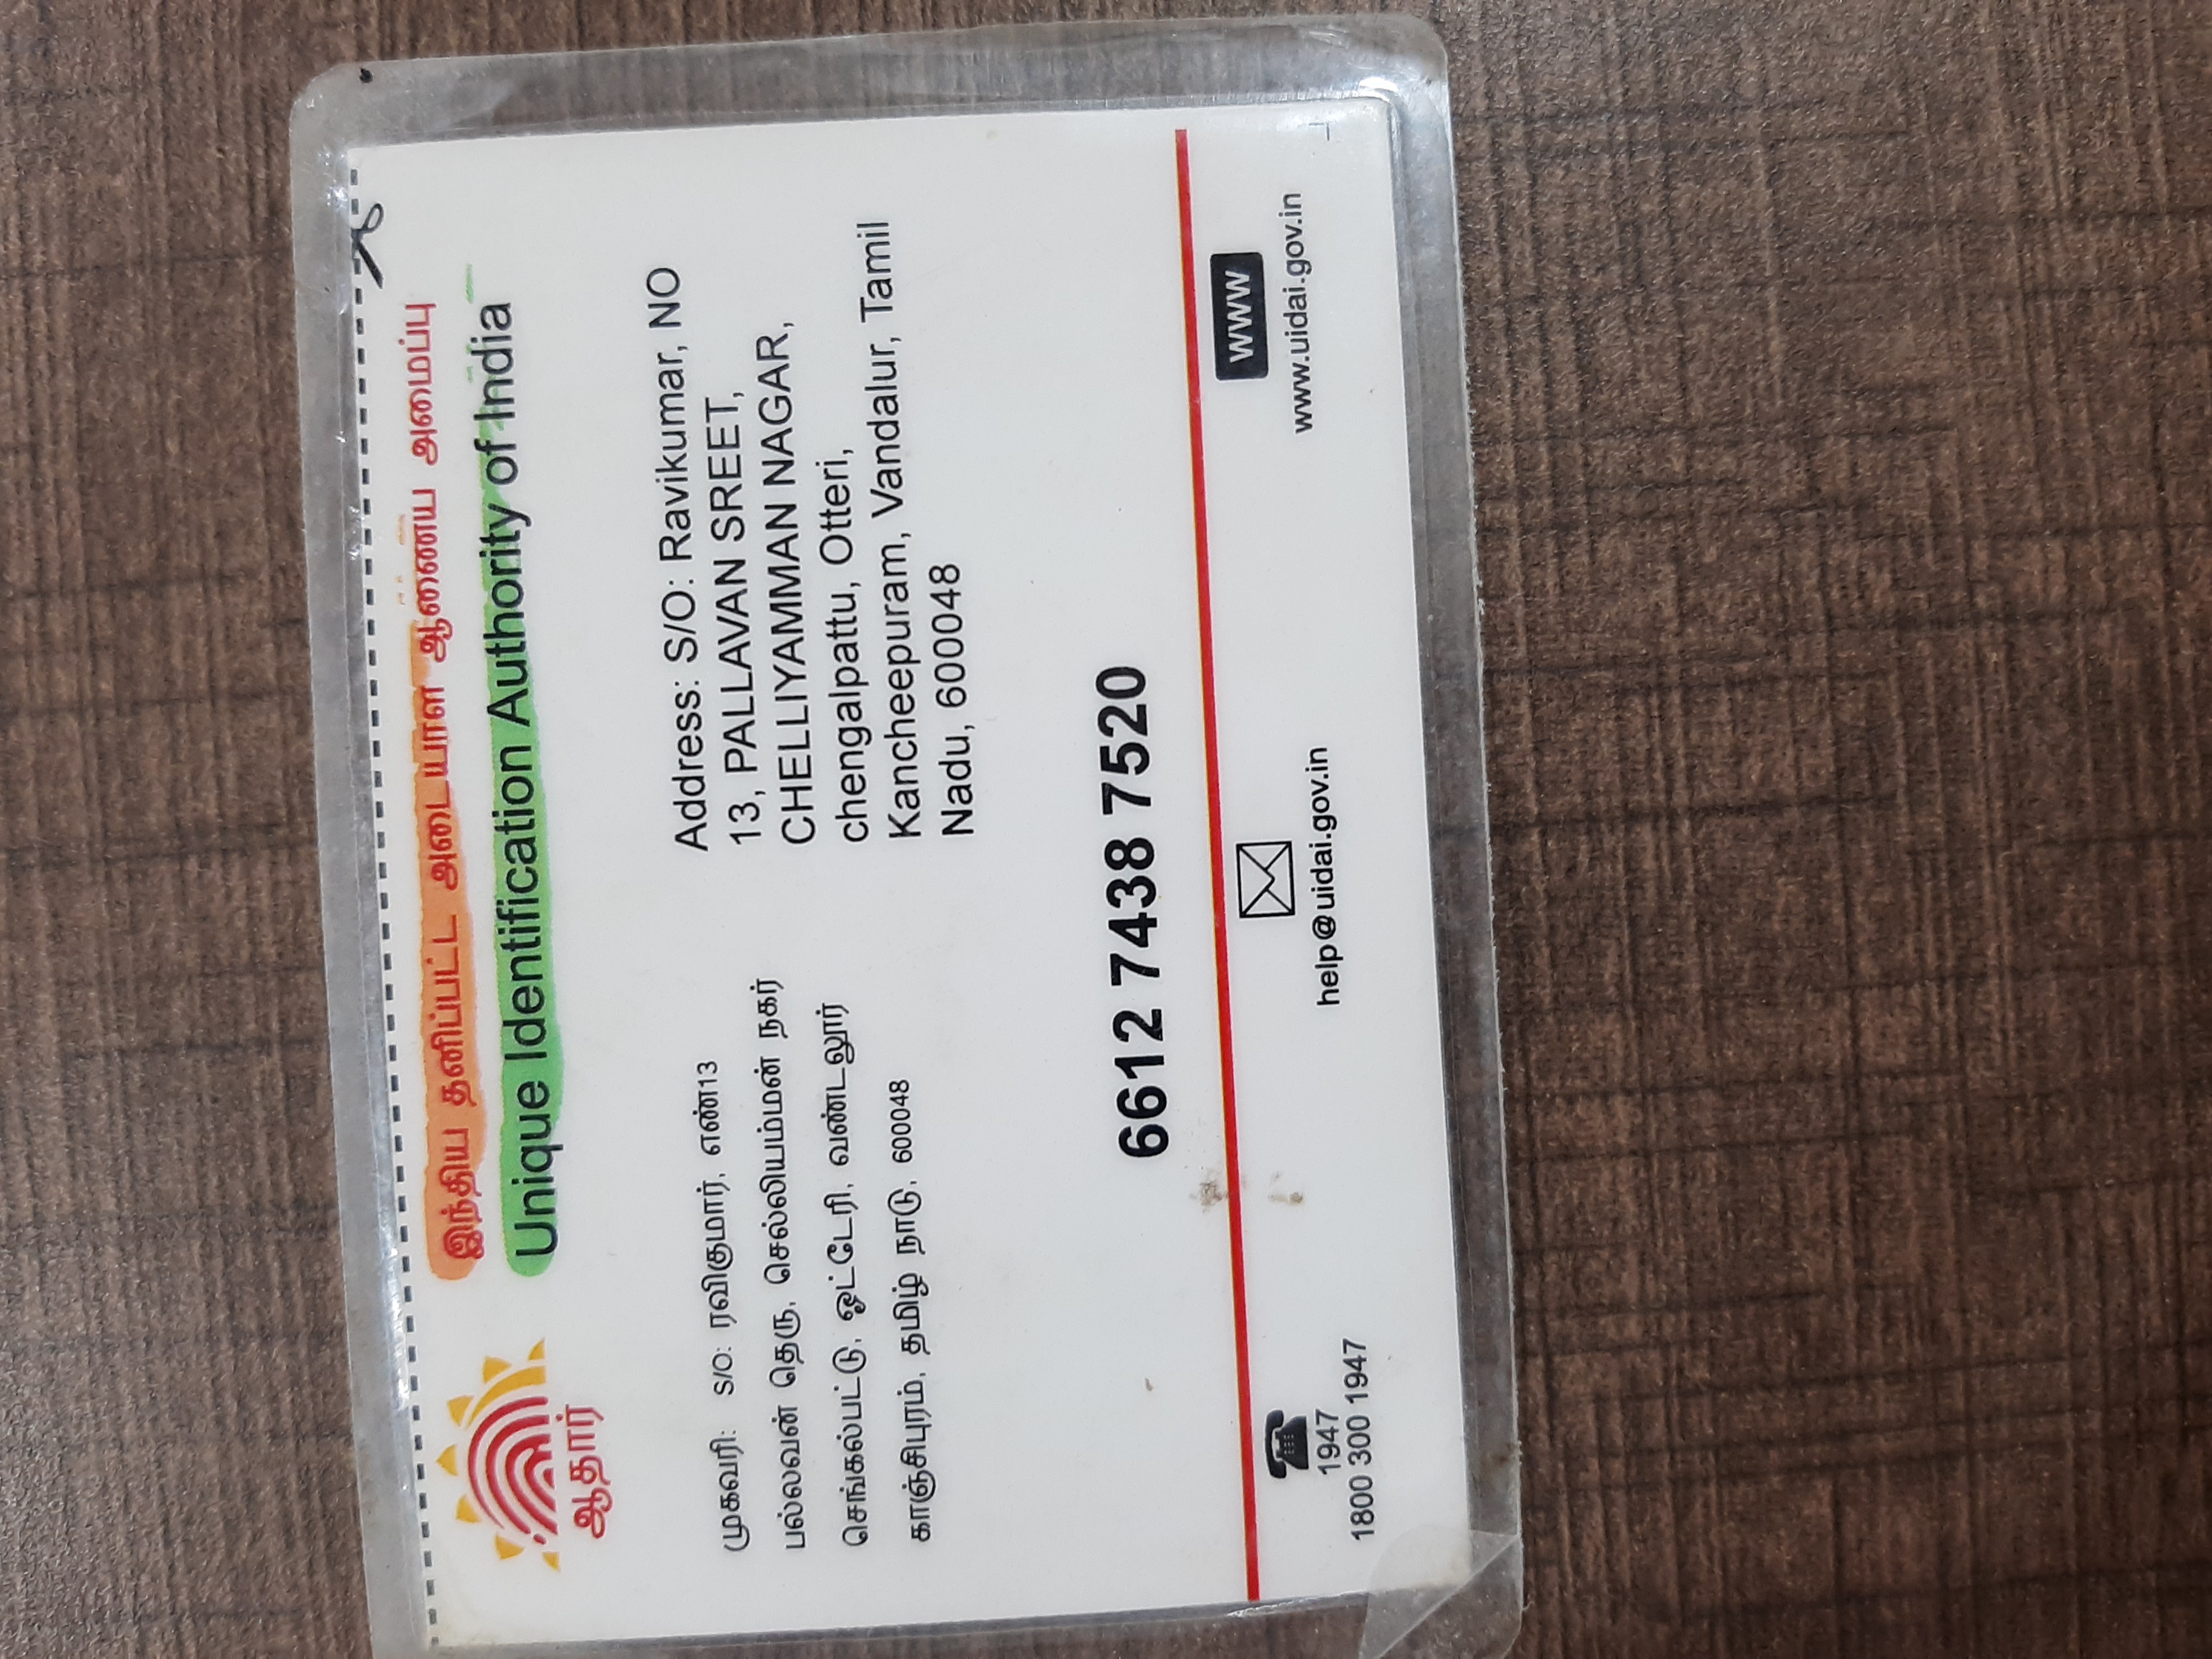 இந்திய தனிப்பட்ட அடையாள ஆணைய அமைப்பு
Unique Identification Authority of India
ஆதார்
முகவரி: S/O: ரவிகுமார், எண்13
பல்லவன் தெரு, செல்லியம்மன் நகர்
செங்கல்பட்டு, ஓட்டேரி, வண்டலூர்
காஞ்சிபுரம், தமிழ் நாடு, 600048
Address: S/O: Ravikumar, NO
13, PALLAVAN SREET,
CHELLIYAMMAN NAGAR,
chengalpattu, Otteri,
Kancheepuram, Vandalur, Tamil
Nadu, 600048
6612 7438 7520
1947
1800 300 1947
help@uidai.gov.in
WWW
www.uidai.gov.in